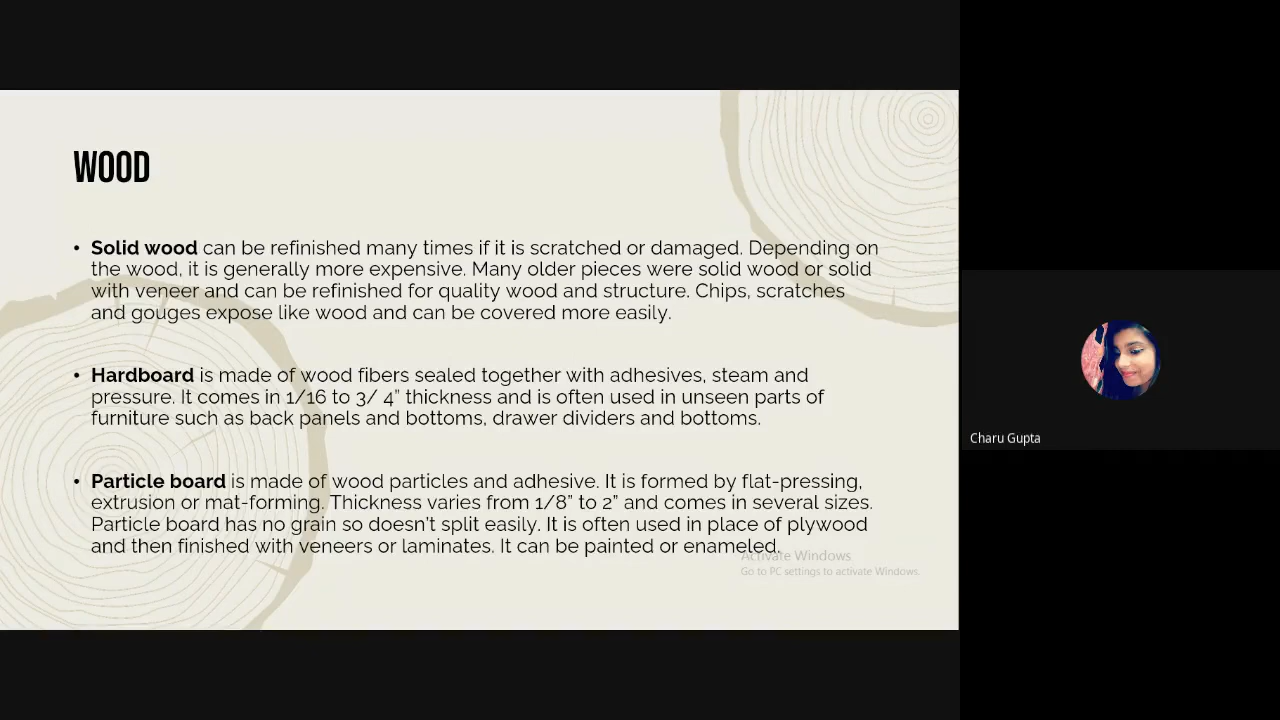 WOOD
• Solid wood can be refinished many times if it is scratched or damaged. Depending on
the wood, it is generally more expensive. Many older pieces were solid wood or solid
with veneer and can be refinished for quality wood and structure. Chips, scratches
and gouges expose like wood and can be covered more easily.
• Hardboard is made of wood fibers sealed together with adhesives, steam and
pressure. It comes in 1/16 to 3/ 4” thickness and is often used in unseen parts of
furniture such as back panels and bottoms, drawer dividers and bottoms.
• Particle board is made of wood particles and adhesive. It is formed by flat-pressing,
extrusion or mat-forming. Thickness varies from 1/8” to 2” and comes in several sizes.
Particle board has no grain so doesn’t split easily. It is often used in place of plywood
and then finished with veneers or laminates. It can be painted or enameled.
Activate Windows
Go to PC settings to activate Windows.
Charu Gupta